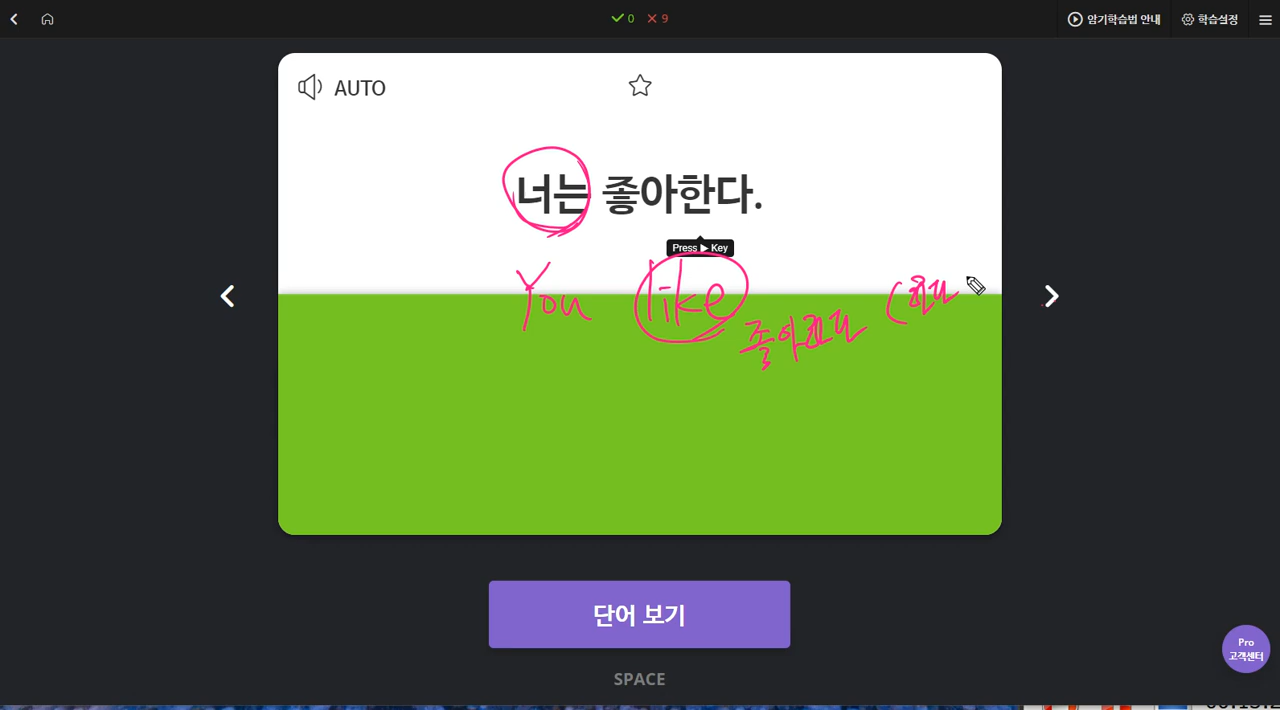 0 9 암기학습법 안내 학습설정
AUTO
너는 좋아한다.
Press ▶ Key
You like
좋아한다
단어 보기
SPACE
Pro
고객센터